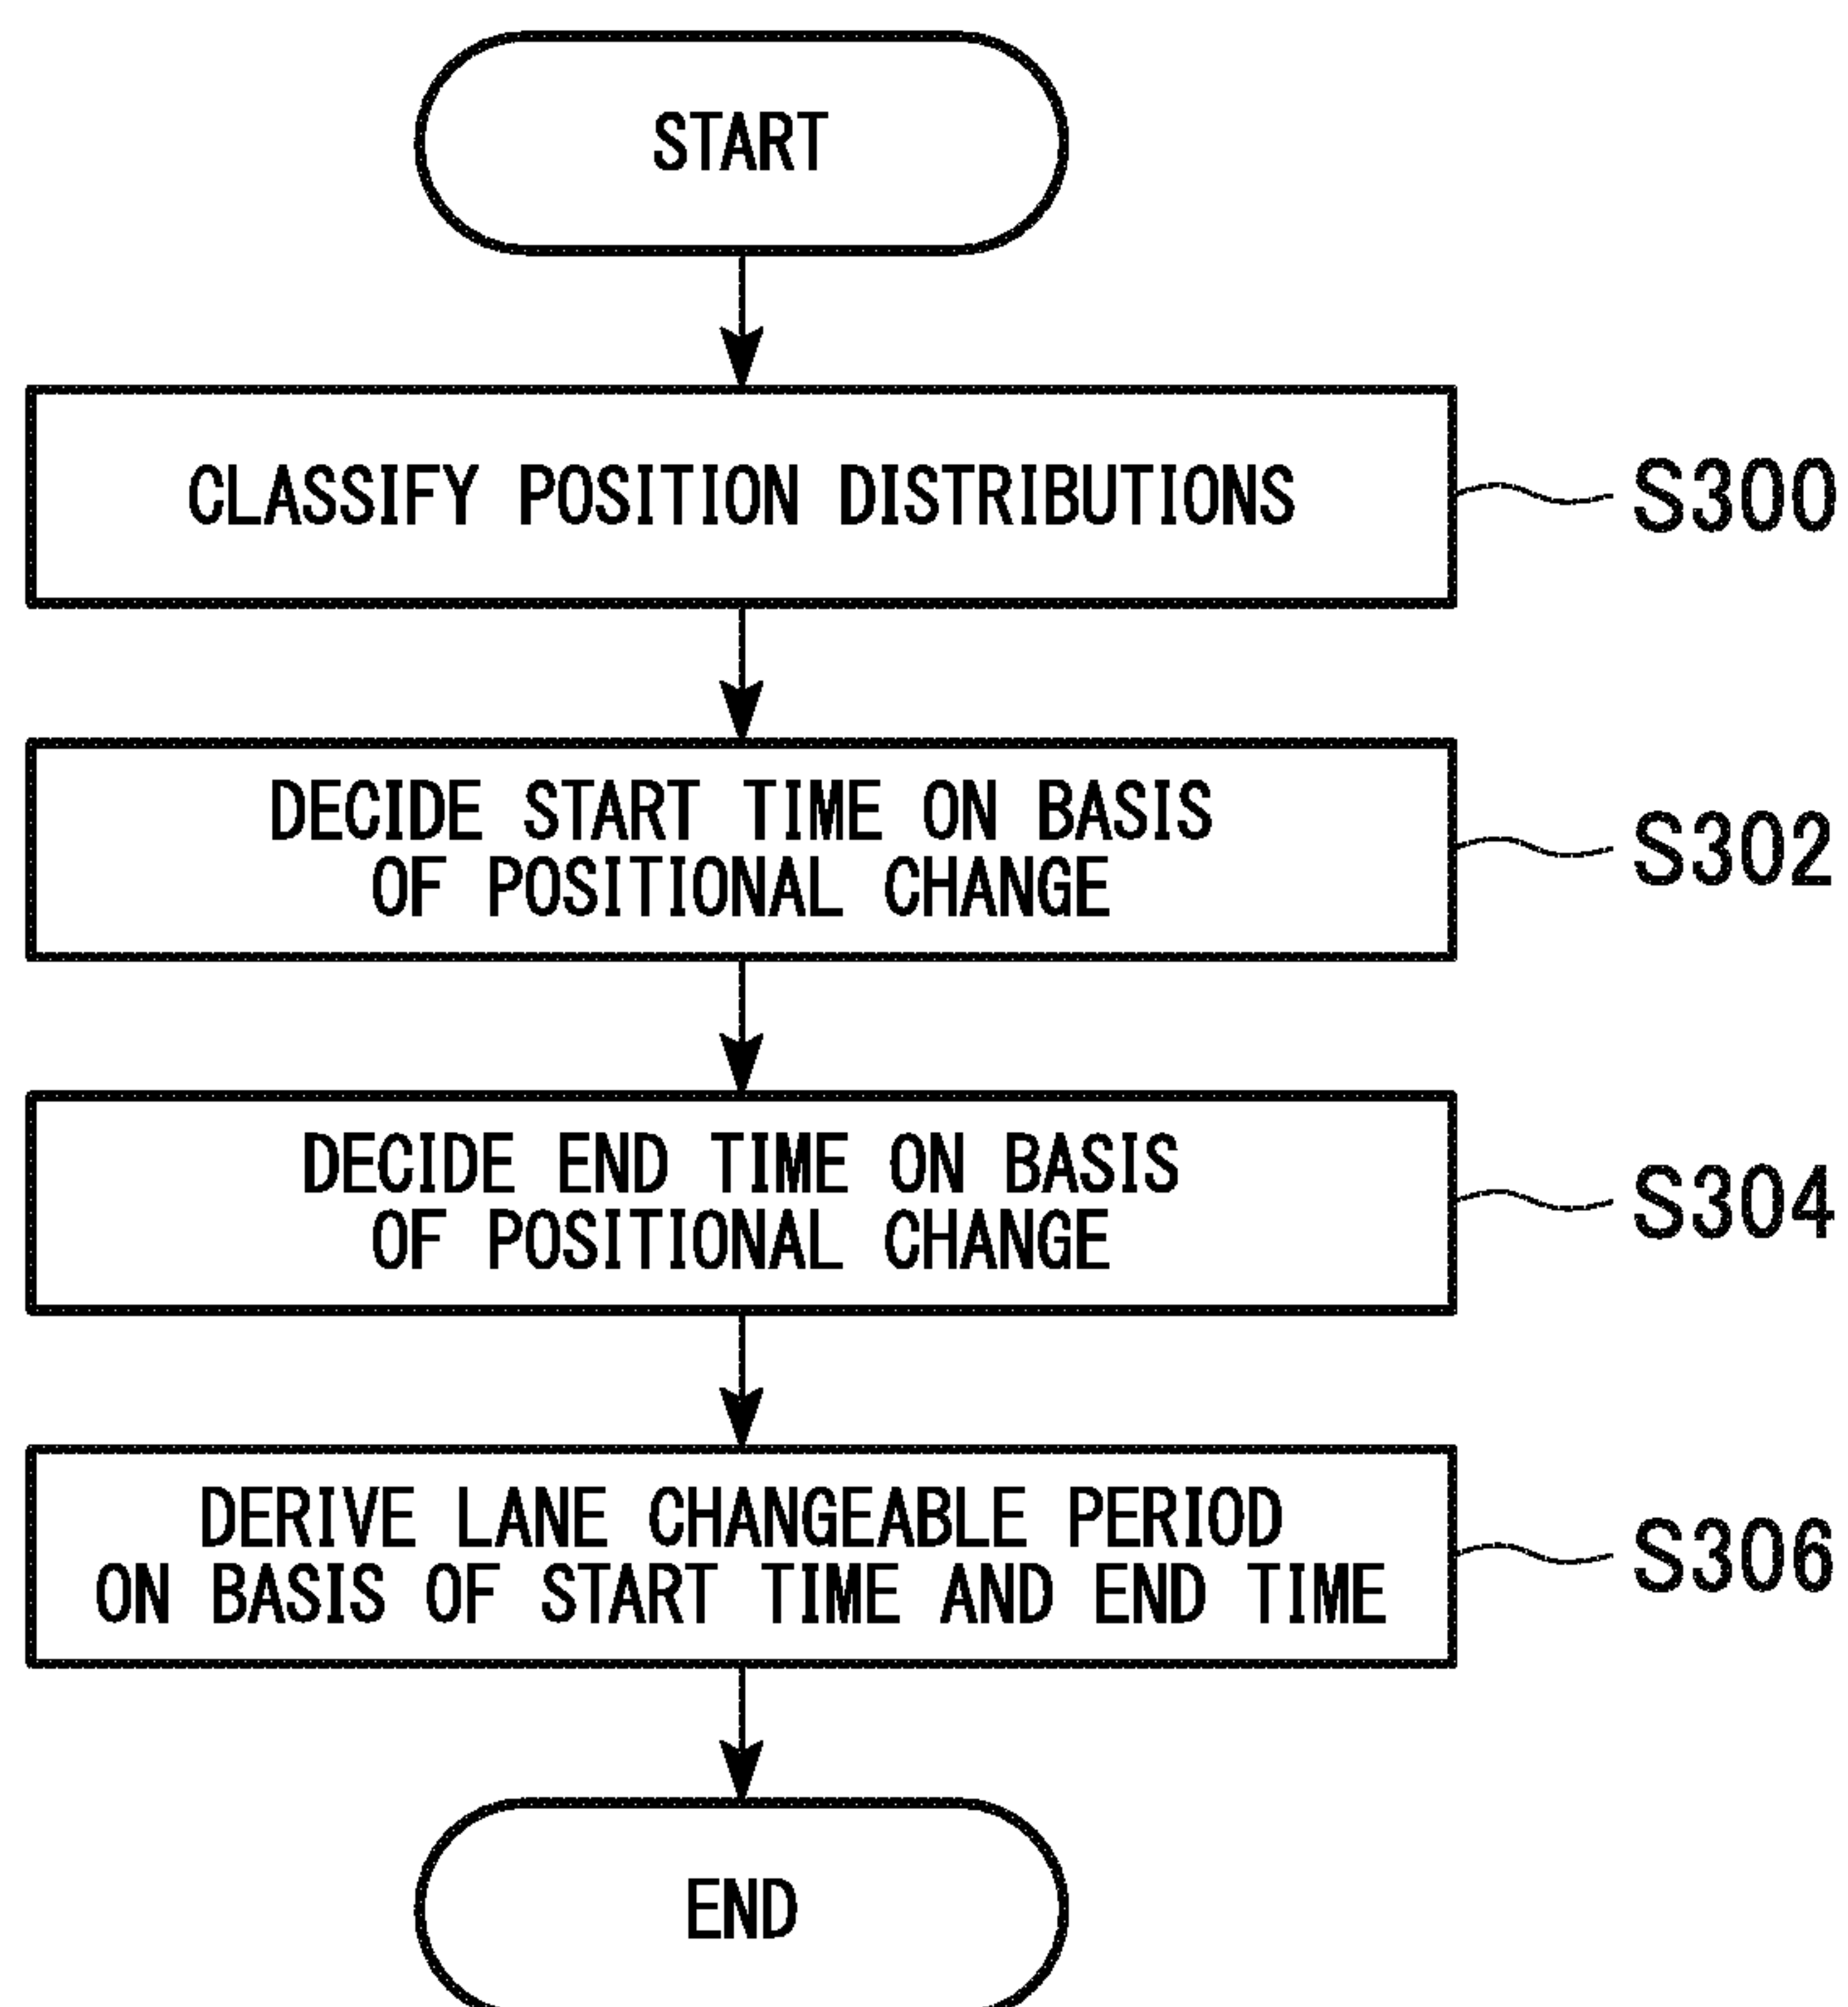 START
CLASSIFY POSITION DISTRIBUTIONS
S300
DECIDE START TIME ON BASIS
OF POSITIONAL CHANGE
S302
DECIDE END TIME ON BASIS
OF POSITIONAL CHANGE
S304
DERIVE LANE CHANGEABLE PERIOD
ON BASIS OF START TIME AND END TIME
S306
END